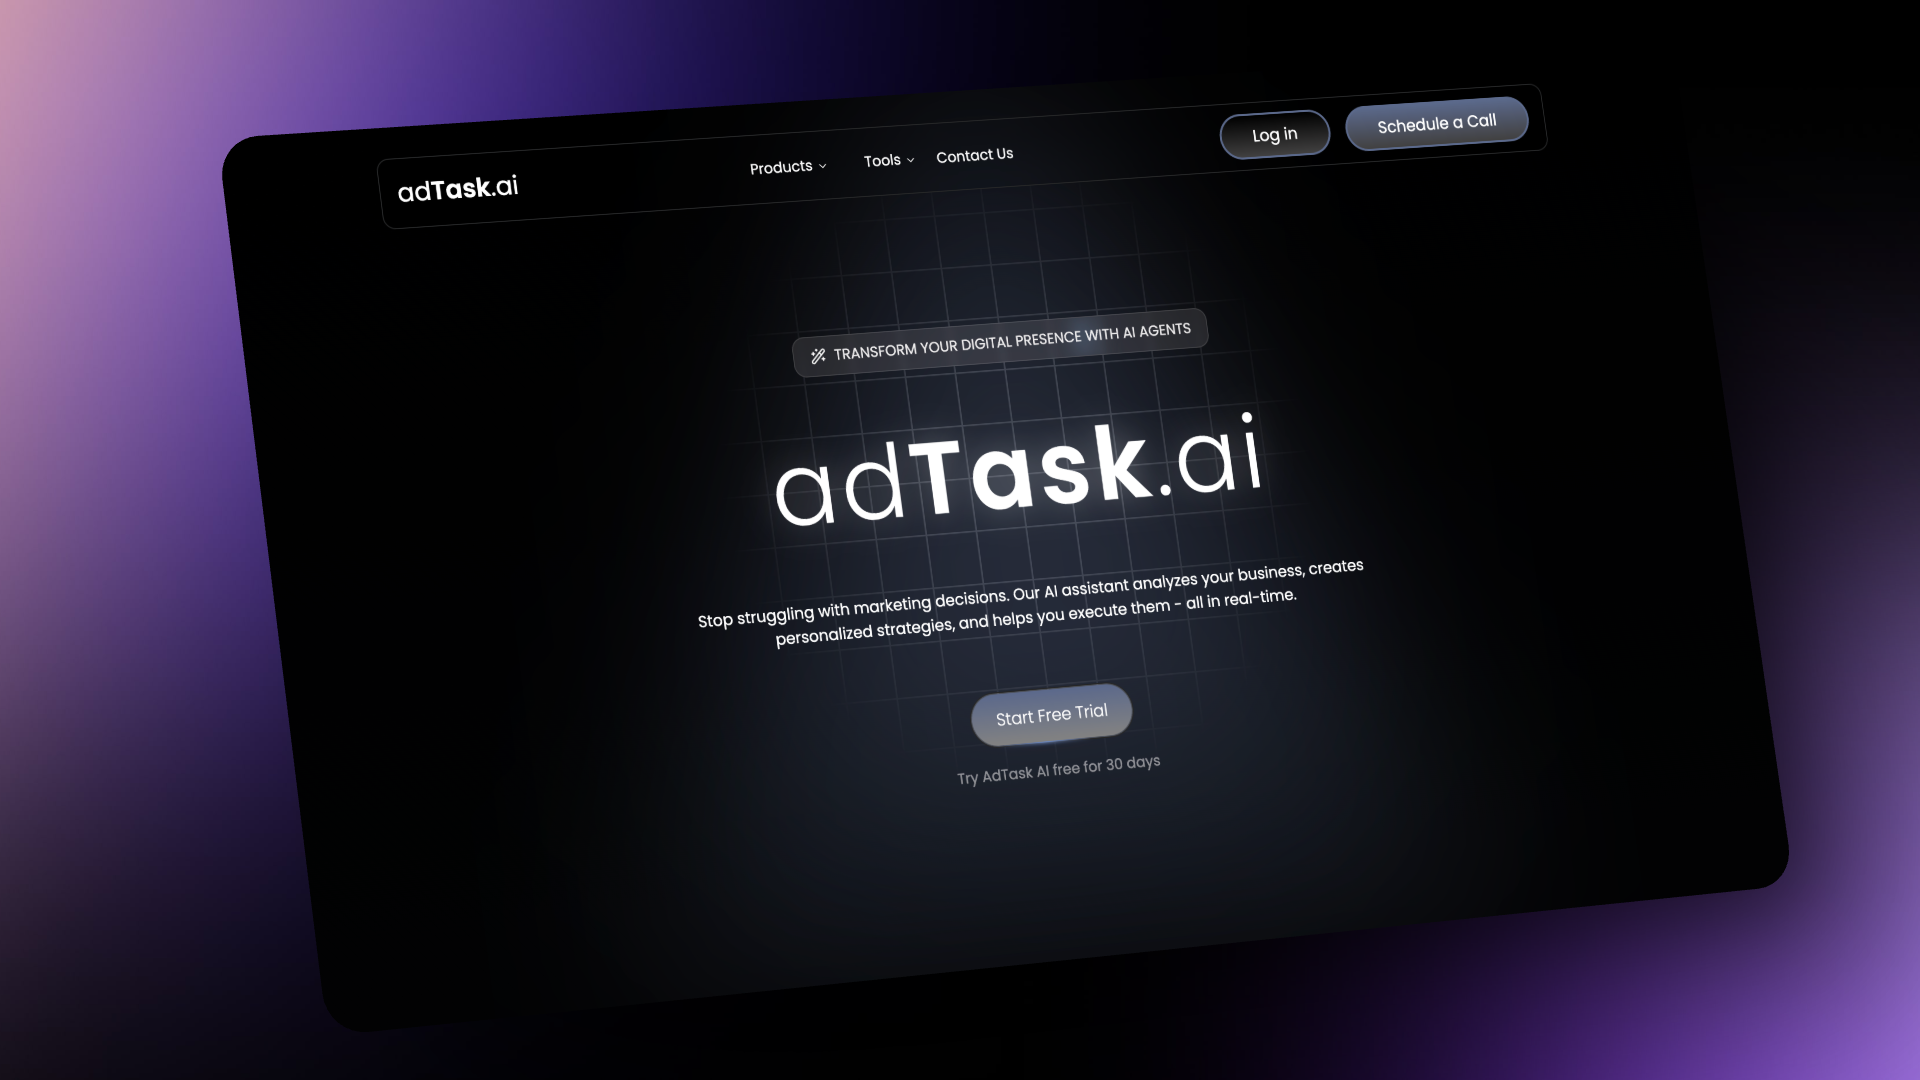 adTask.ai
Products
Tools
Contact Us
Log in
Schedule a Call
TRANSFORM YOUR DIGITAL PRESENCE WITH AI AGENTS
adTask.ai
Stop struggling with marketing decisions. Our AI assistant analyzes your business, creates
personalized strategies, and helps you execute them - all in real-time.
Start Free Trial
Try AdTask AI free for 30 days